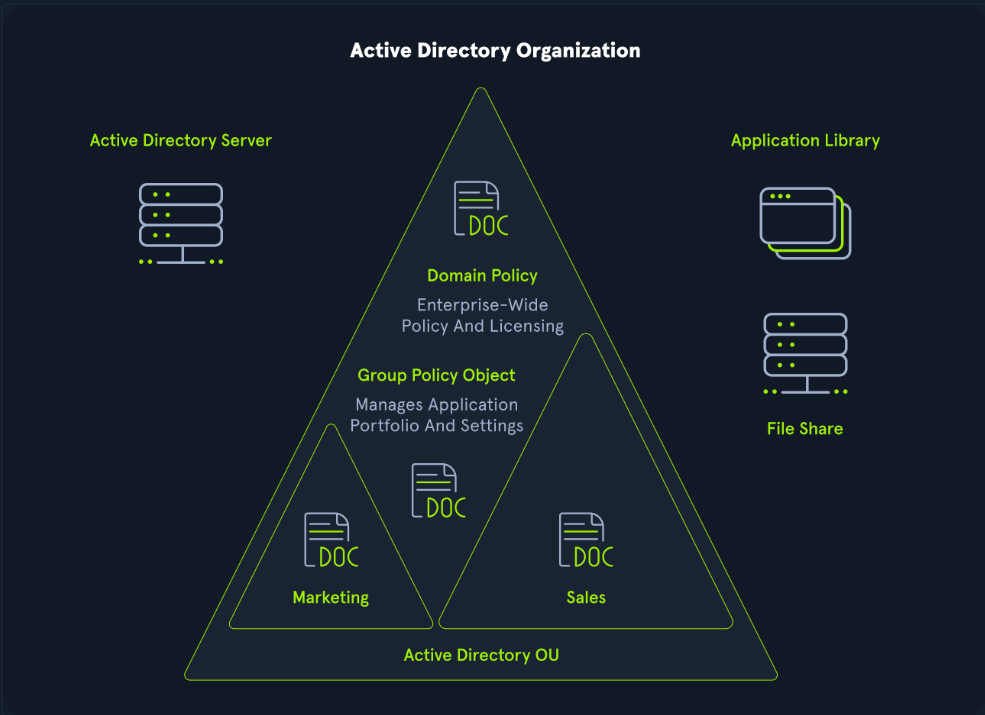 Active Directory Organization
Active Directory Server
Application Library
DOC
Domain Policy
Enterprise-Wide
Policy And Licensing
Group Policy Object
Manages Application
Portfolio And Settings
File Share
DOC
DOC
DOC
Marketing
Sales
Active Directory OU